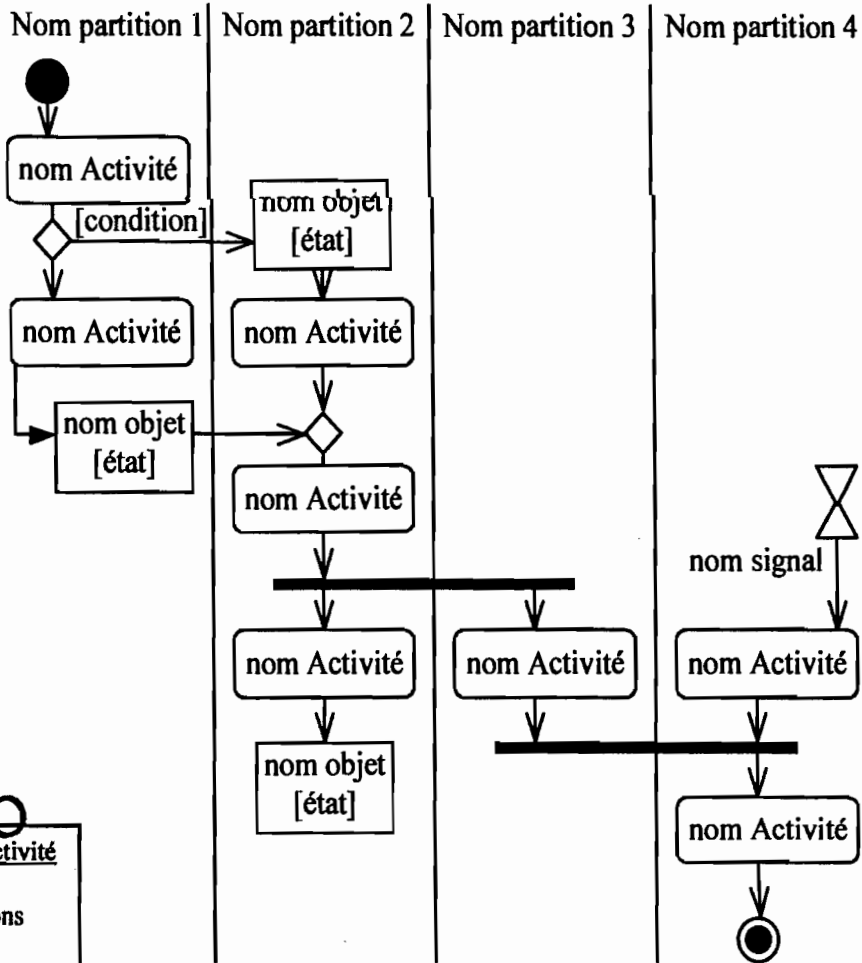 Nom partition 1
Nom partition 2
Nom partition 3
Nom partition 4
nom Activité
[condition]
nom objet
[état]
nom Activité
nom Activité
nom objet
[état]
nom Activité
nom signal
nom Activité
nom Activité
nom Activité
nom objet
[état]
nom Activité